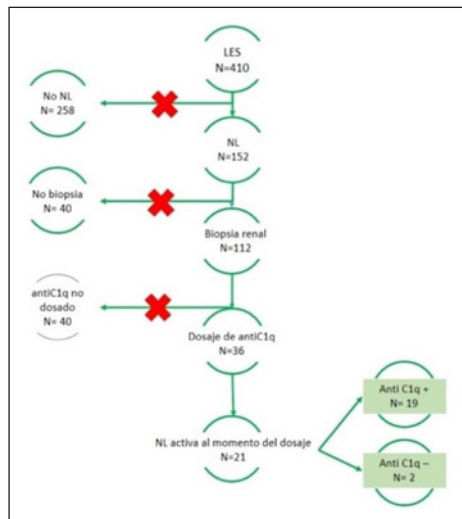 LES
N=410
No NL
N= 258
NL
N=152
No biopsia
N= 40
Biopsia renal
N=112
antiC1q no
dosado
N= 40
Dosaje de antiC1q
N=36
Anti C1q +
N= 19
NL activa al momento del dosaje
N=21
Anti C1q –
N= 2